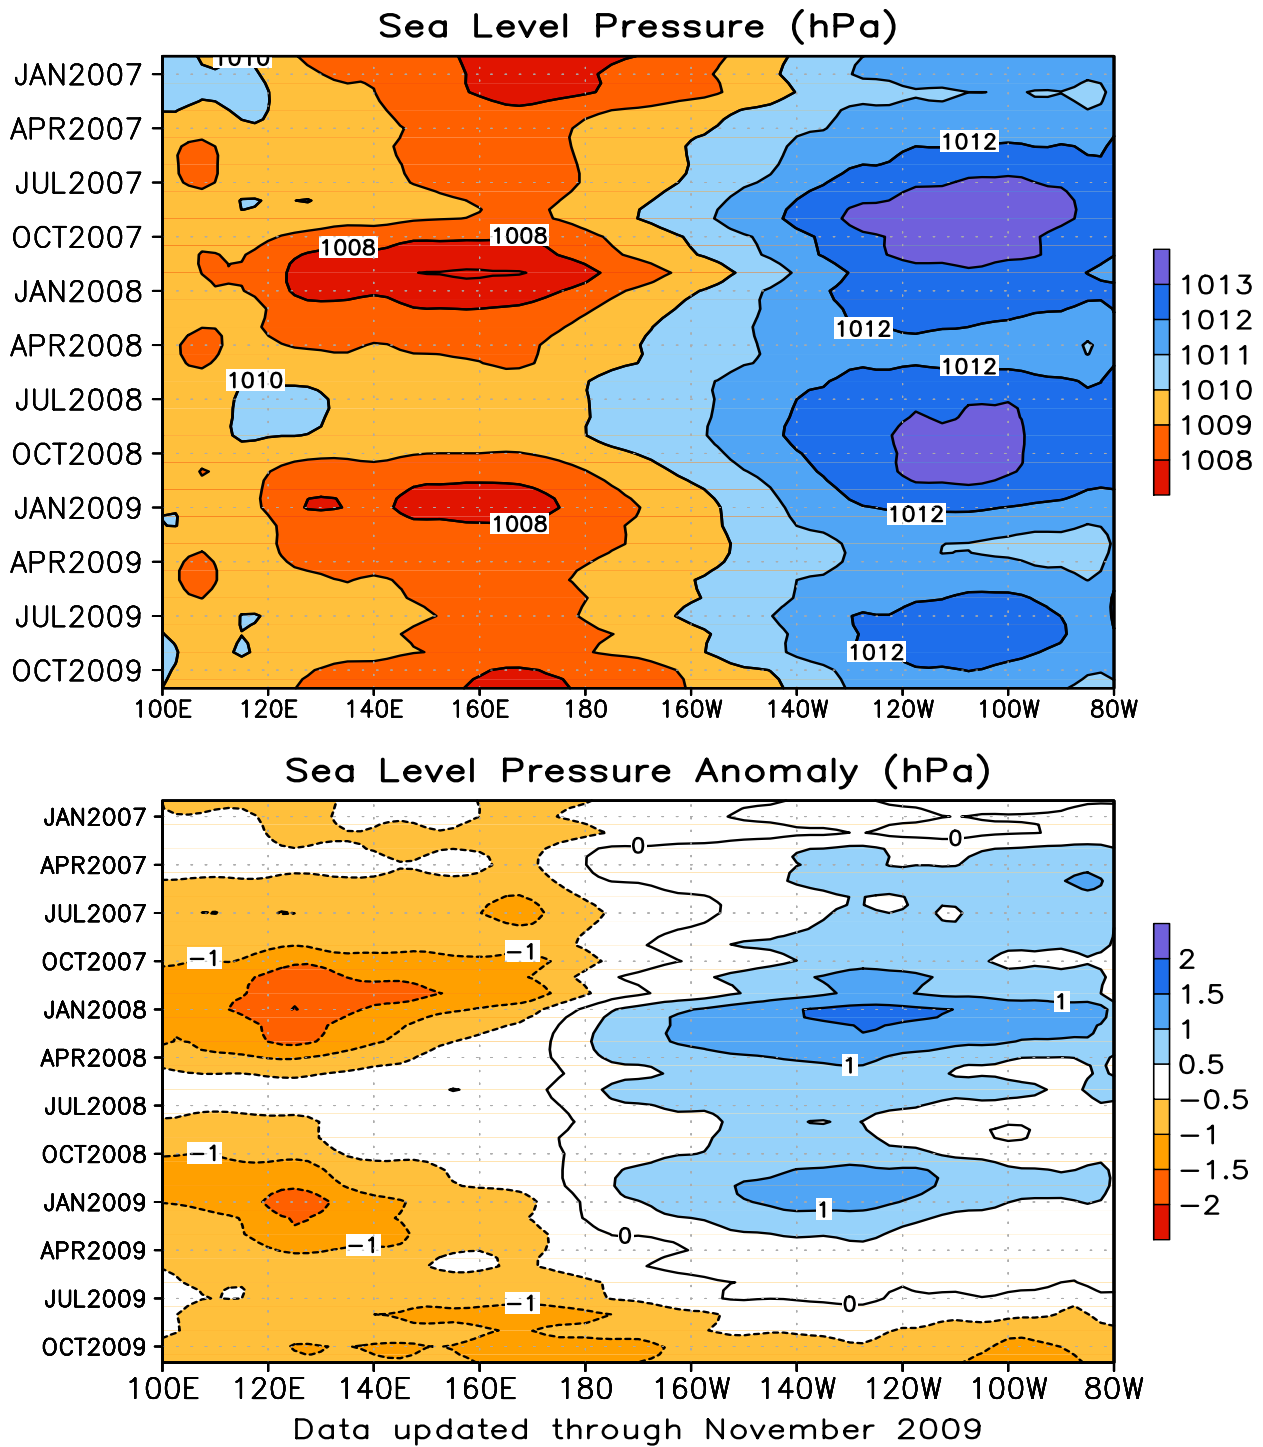 Sea Level Pressure (hPa)
1010
JAN2007
APR2007
1012
JUL2007
OCT2007
1008
1008
JAN2008
1013
1012
1012
APR2008
1011
1012
1010
JUL2008
1010
1009
OCT2008
1008
JAN2009
1008
1012
APR2009
JUL2009
1012
OCT2009
100E 120E 140E 160E 180 160W 140W 120W 100W 80W
Sea Level Pressure Anomaly (hPa)
JAN2007
0
0
APR2007
JUL2007
−1
−1
OCT2007
2
1.5
1
JAN2008
1
1
APR2008
0.5
−0.5
JUL2008
−1
−1
OCT2008
−1.5
JAN2009
1
−2
0
−1
APR2009
JUL2009
−1
0
OCT2009
100E 120E 140E 160E 180 160W 140W 120W 100W 80W
Data updated through November 2009